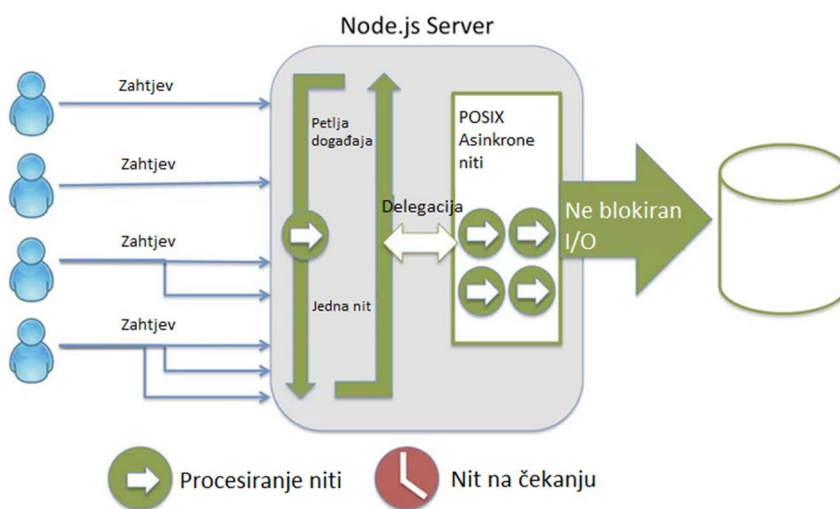 Node.js Server
Zahtjev
Zahtjev
Zahtjev
Zahtjev
Petlja
događaja
Jedna nit
Delegacija
POSIX
Asinkrone
niti
Ne blokiran
I/O
Procesiranje niti
Nit na čekanju